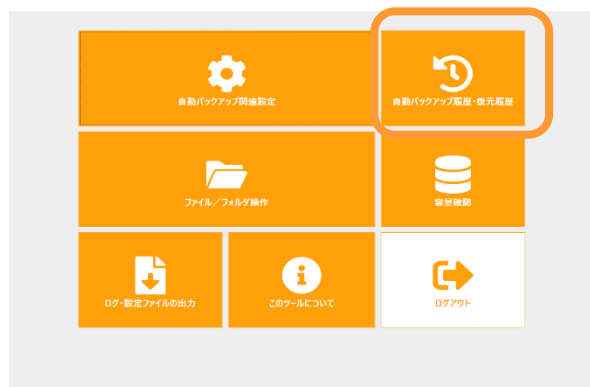 自動バックアップ関連設定
自動バックアップ履歴・復元履歴
ファイル／フォルダ操作
容量確認
ログ・設定ファイルの出力
このツールについて
ログアウト